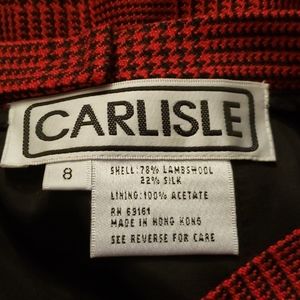 CARLISLE
8
SHELL: 78% LAMBSWOOL
22% SILK
LINING: 100% ACETATE
RN 69161
MADE IN HONG KONG
SEE REVERSE FOR CARE